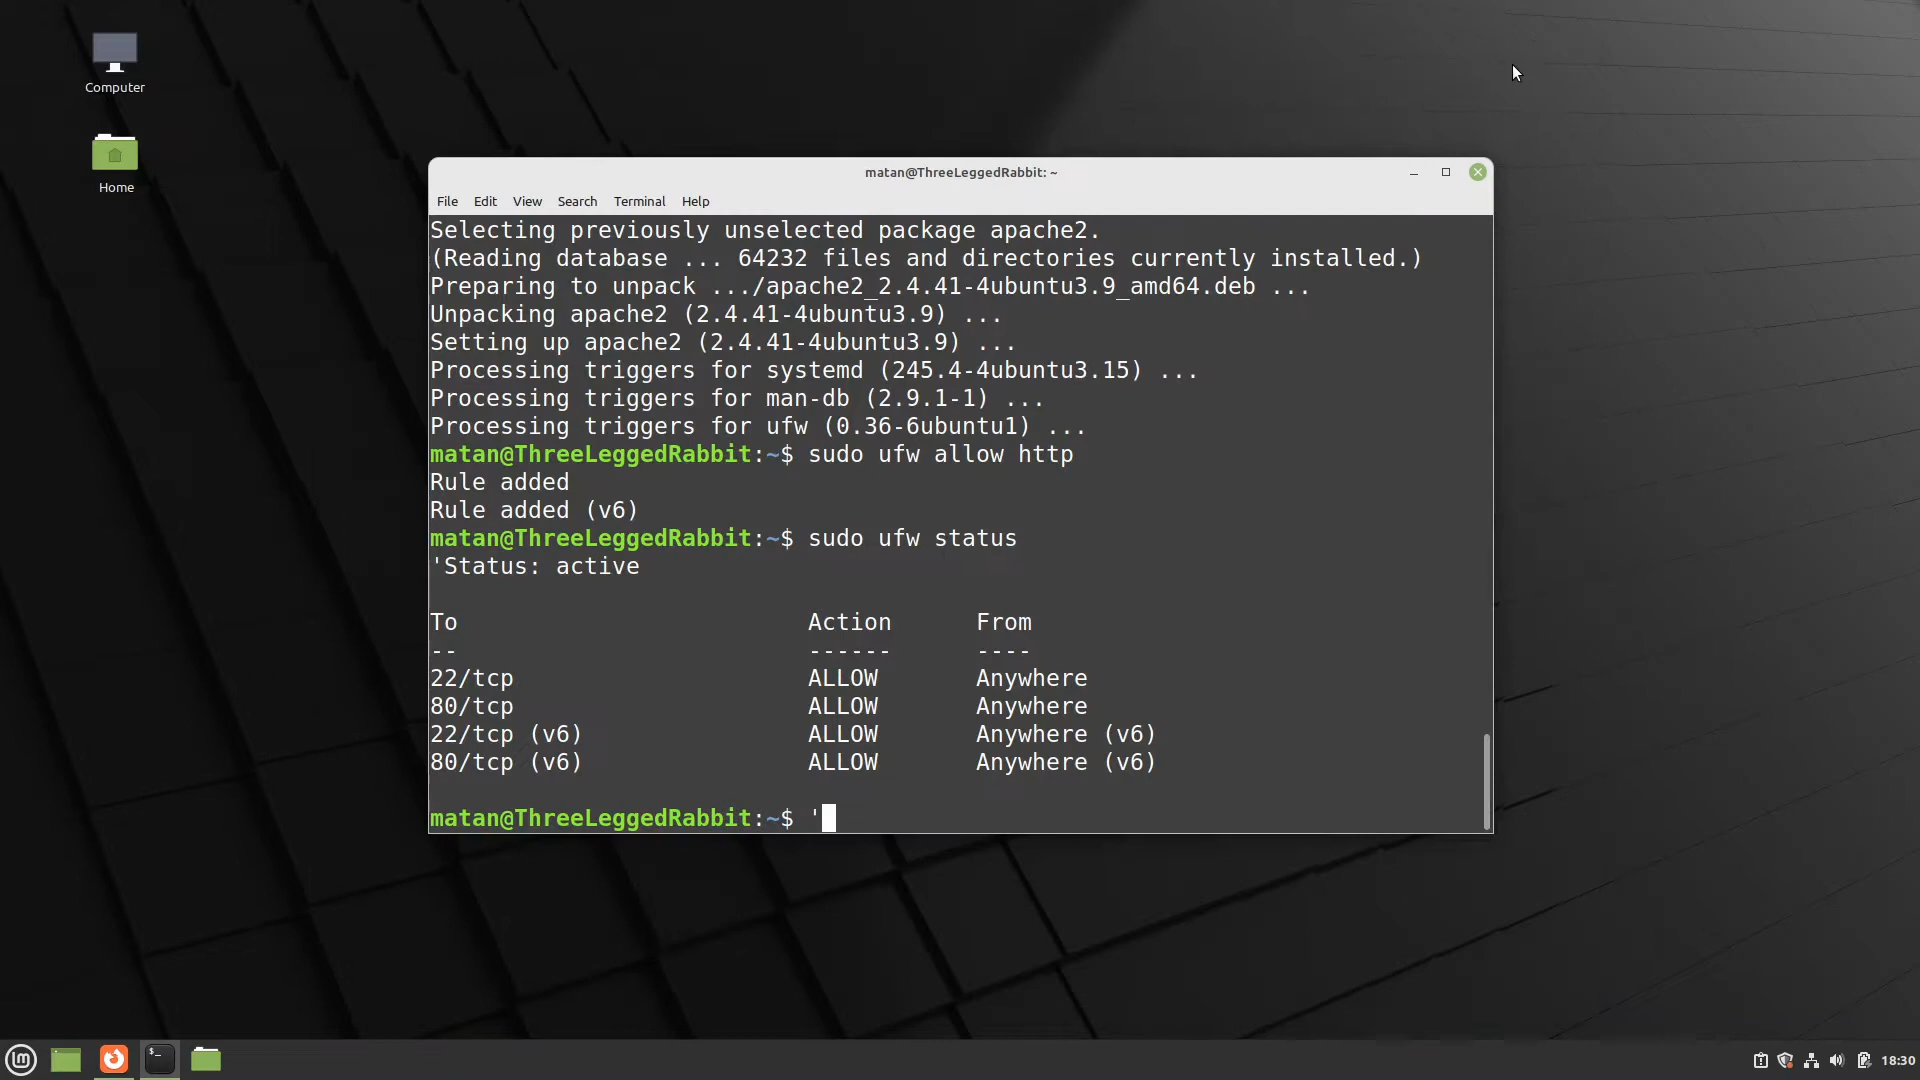 Computer
Home
matan@ThreeLeggedRabbit: ~
File Edit View Search Terminal Help
Selecting previously unselected package apache2.
(Reading database ... 64232 files and directories currently installed.)
Preparing to unpack .../apache2_2.4.41-4ubuntu3.9_amd64.deb ...
Unpacking apache2 (2.4.41-4ubuntu3.9) ...
Setting up apache2 (2.4.41-4ubuntu3.9) ...
Processing triggers for systemd (245.4-4ubuntu3.15) ...
Processing triggers for man-db (2.9.1-1) ...
Processing triggers for ufw (0.36-6ubuntu1) ...
matan@ThreeLeggedRabbit:~$ sudo ufw allow http
Rule added
Rule added (v6)
matan@ThreeLeggedRabbit:~$ sudo ufw status
'Status: active
To Action From
-- ------ ----
22/tcp ALLOW Anywhere
80/tcp ALLOW Anywhere
22/tcp (v6) ALLOW Anywhere (v6)
80/tcp (v6) ALLOW Anywhere (v6)
matan@ThreeLeggedRabbit:~$ '
18:30